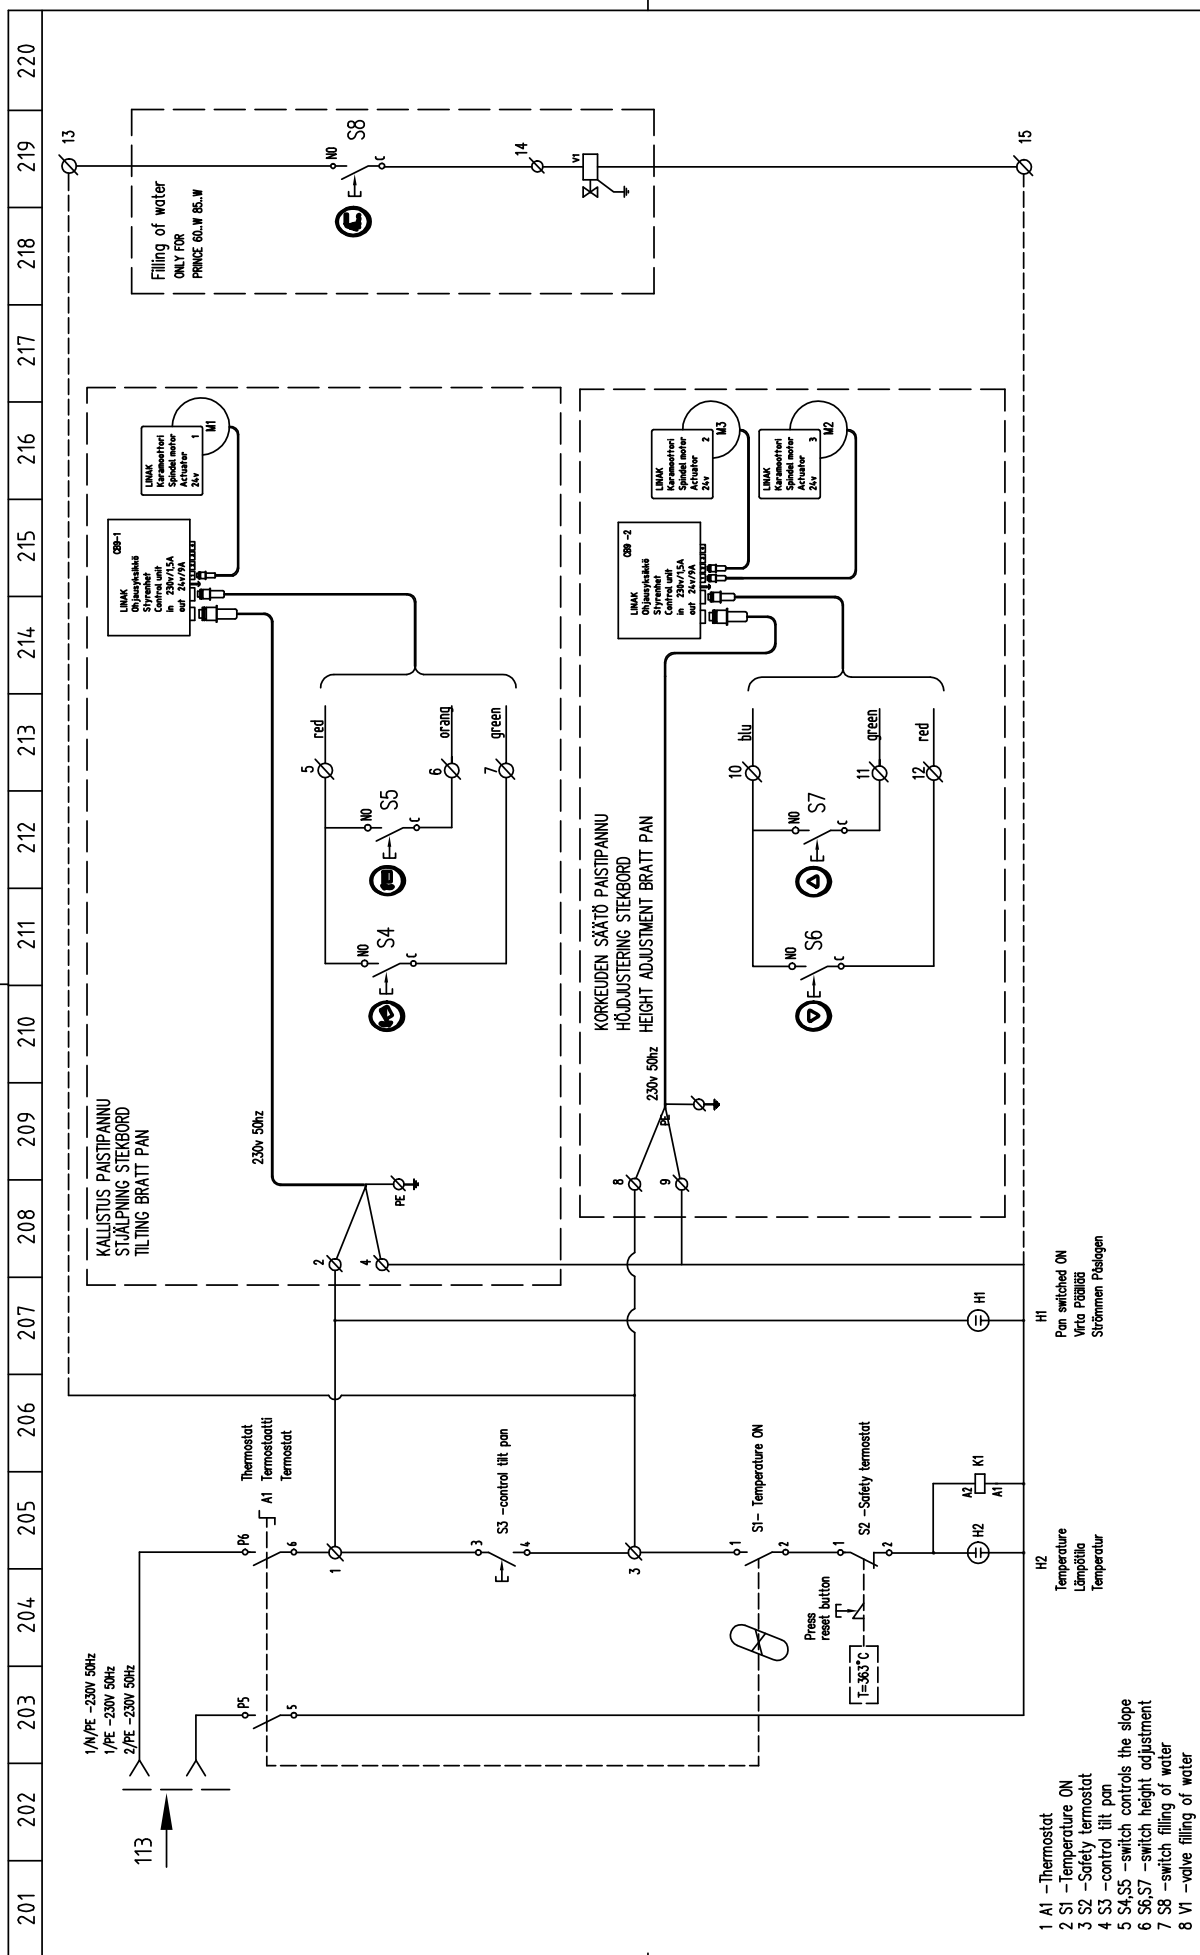 201
202
203
204
205
206
207
208
209
210
211
212
213
214
215
216
217
218
219
220
113
1/N/PE -230V 50Hz
1/PE -230V 50Hz
2/PE -230V 50Hz
P5
5
P6
6
Thermostat
A1 Termostaatti
Termostat
1
3
S3 -control tilt pan
4
3
1
S1- Temperature ON
2
1
S2 -Safety termostat
2
Press
reset button
T=363°C
A2
K1
A1
H2
H2
Temperature
Lämpötila
Temperatur
H1
H1
Pan switched ON
Virta Päällää
Strömmen Påslagen
KALLISTUS PAISTIPANNU
STJÄLPNING STEKBORD
TILTING BRATT PAN
230v 50hz
2
4
PE
NO
S4
C
NO
S5
C
5
red
6
orang
7
green
LINAK
CB9-1
Ohjausyksikkö
Styrenhet
Control unit
in 230v/1,5A
out 24v/9A
LINAK
Karamoottori
Spindel motor
Actuator 1
24v
M1
KORKEUDEN SÄÄTÖ PAISTIPANNU
HÖJDJUSTERING STEKBORD
HEIGHT ADJUSTMENT BRATT PAN
230v 50hz
8
9
PE
NO
S6
C
NO
S7
C
10
blu
11
green
12
red
LINAK
CB9 -2
Ohjausyksikkö
Styrenhet
Control unit
in 230v/1,5A
out 24v/9A
LINAK
Karamoottori
Spindel motor
Actuator 2
24v
M3
LINAK
Karamoottori
Spindel motor
Actuator 3
24v
M2
Filling of water
ONLY FOR
PRINCE 60..W 85..W
13
NO
S8
C
14
V1
15
1 A1 -Thermostat
2 S1 -Temperature ON
3 S2 -Safety termostat
4 S3 -control tilt pan
5 S4,S5 -switch controls the slope
6 S6,S7 -switch height adjustment
7 S8 -switch filling of water
8 V1 -valve filling of water